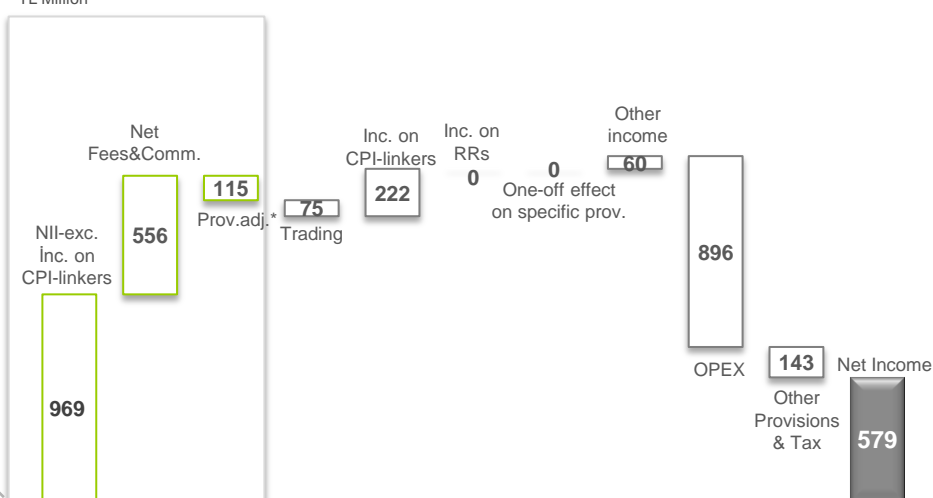 TL Million
Net
Fees&Comm.
NII-exc.
İnc. on
CPI-linkers
969
556
115
Prov.adj.*
75
Trading
Inc. on
CPI-linkers
222
Inc. on
RRs
0
0
One-off effect
on specific prov.
Other
income
60
896
OPEX
143
Other
Provisions
& Tax
Net Income
579